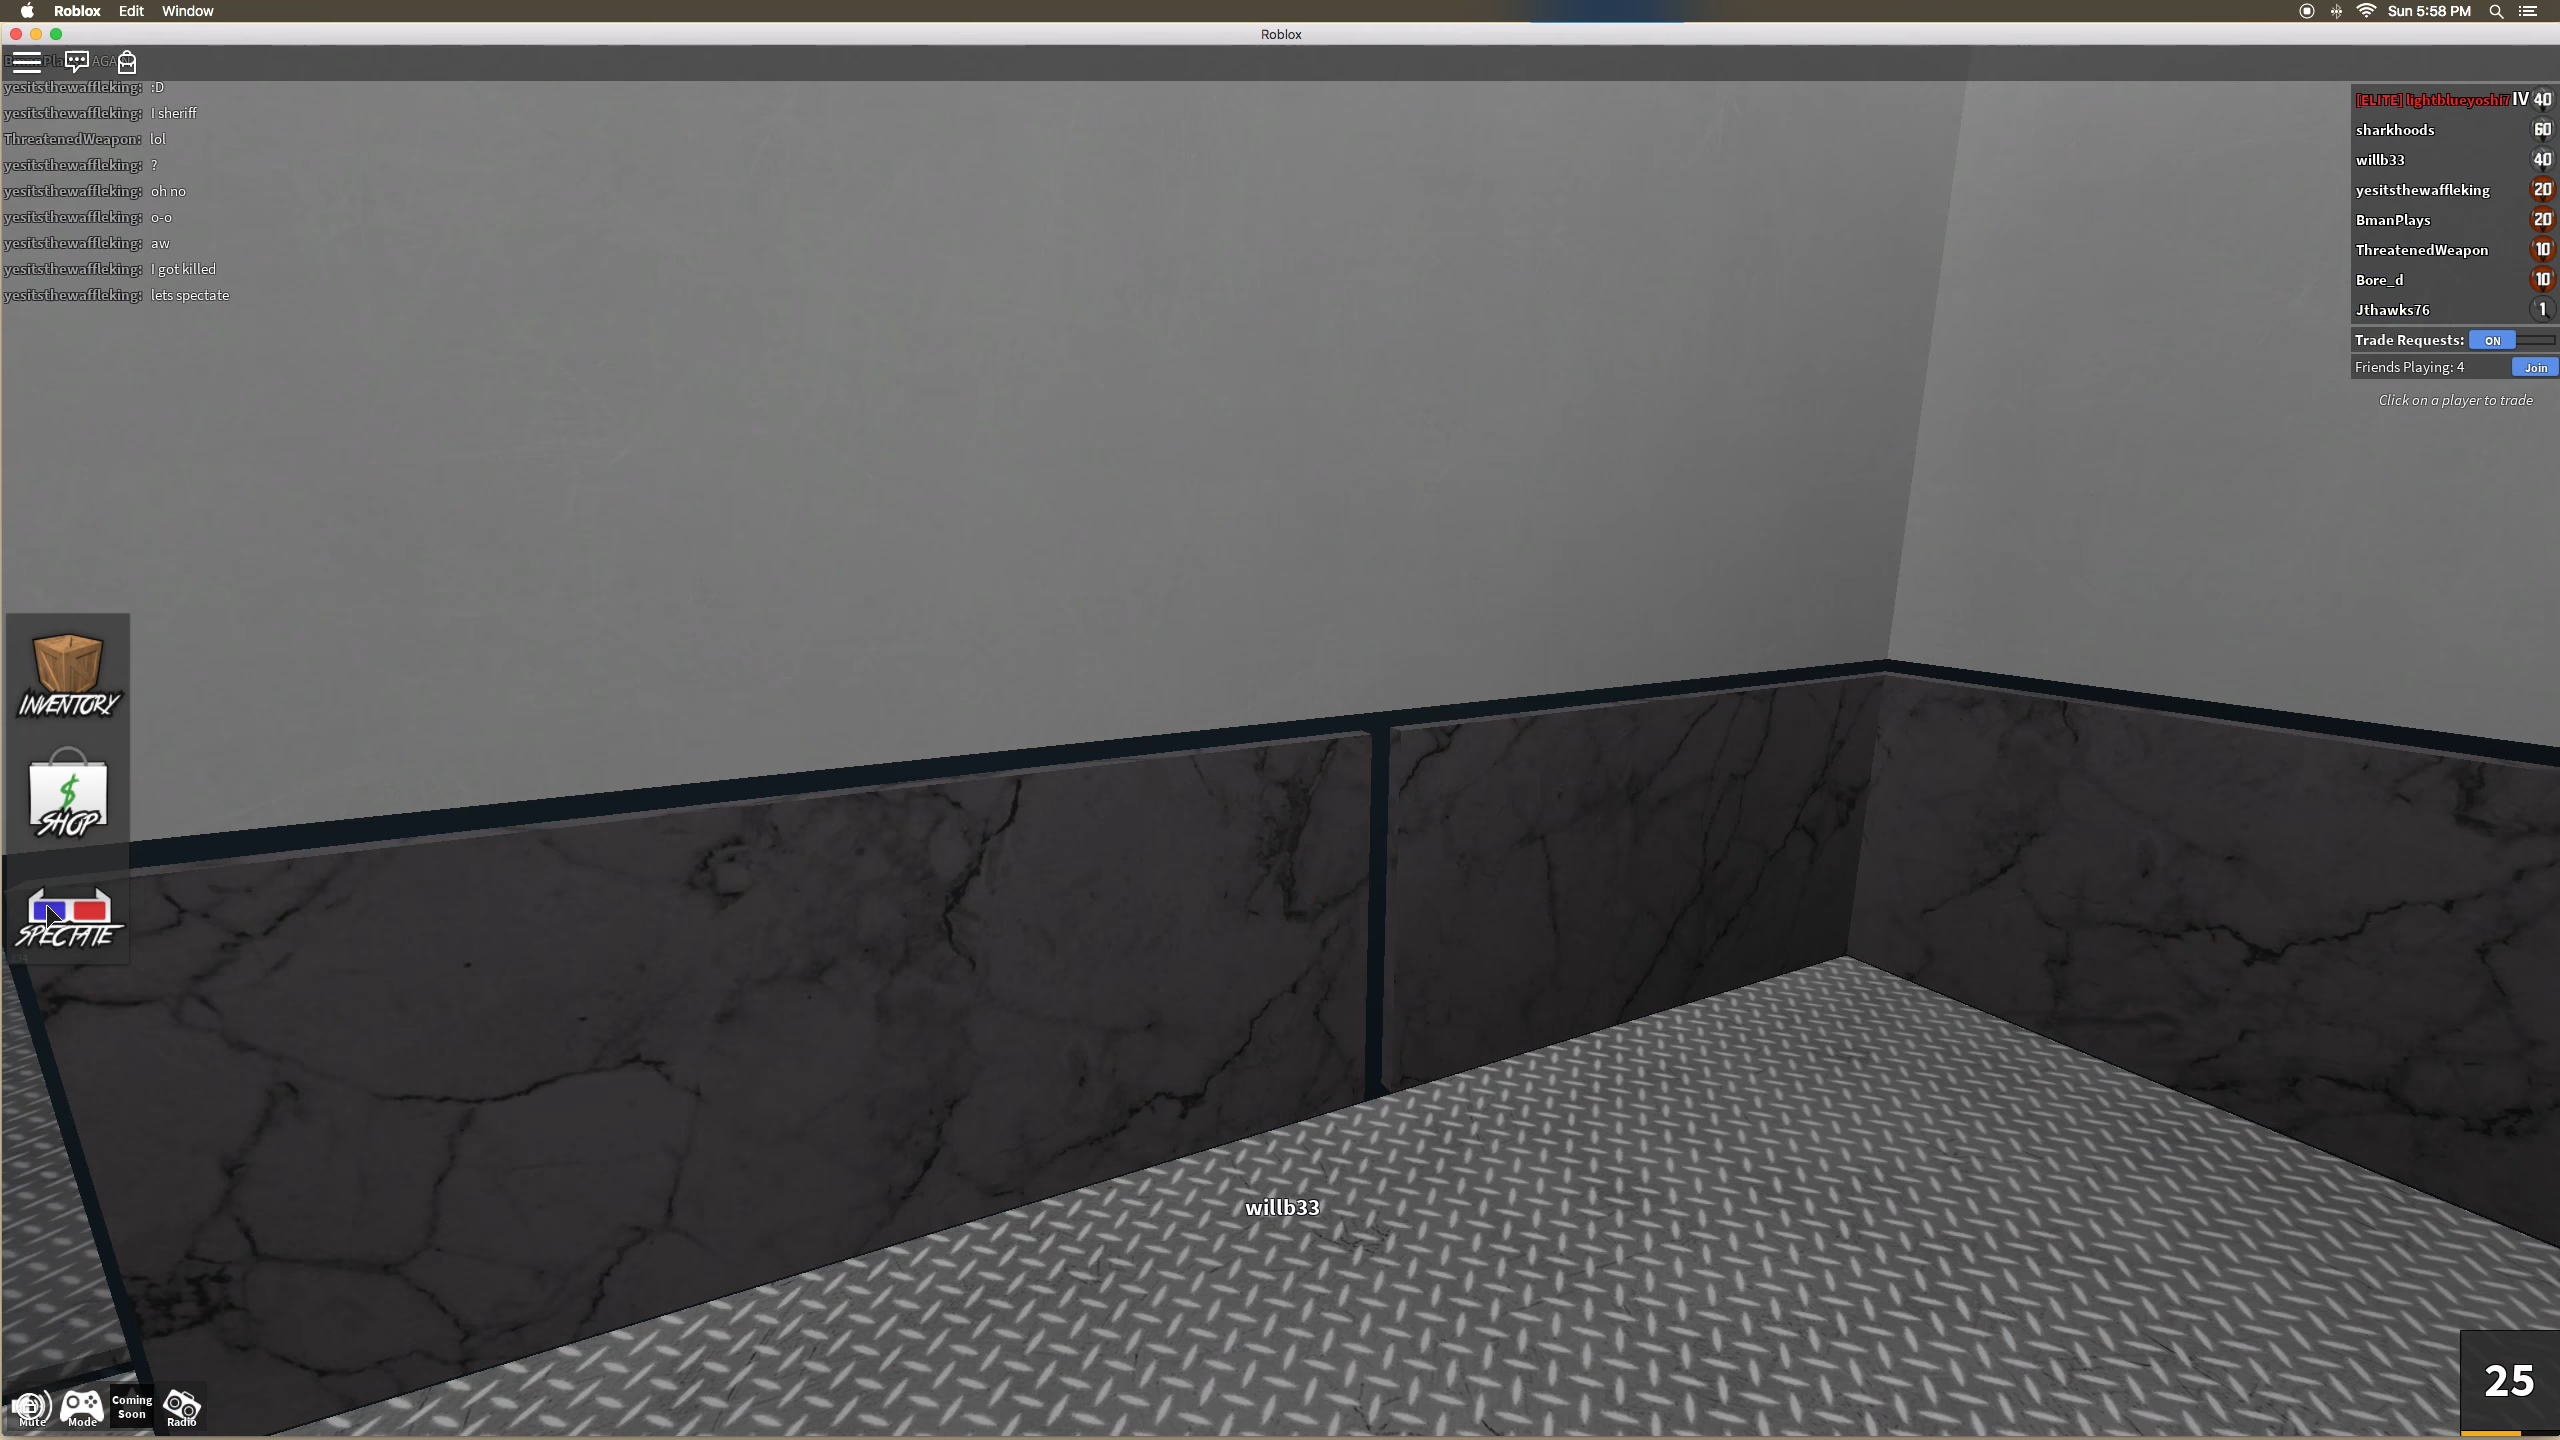 Roblox Edit Window
Sun 5:58 PM
Roblox
yesitsthewaffleking: :D
yesitsthewaffleking: I sheriff
ThreatenedWeapon: lol
yesitsthewaffleking: ?
yesitsthewaffleking: oh no
yesitsthewaffleking: o-o
yesitsthewaffleking: aw
yesitsthewaffleking: I got killed
yesitsthewaffleking: lets spectate
[ELITE] lightblueyoshi7 IV 40
sharkhoods 60
willb33 40
yesitsthewaffleking 20
BmanPlays 20
ThreatenedWeapon 10
Bore_d 10
Jthawks76 1
Trade Requests: ON
Friends Playing: 4 Join
Click on a player to trade
INVENTORY
$
SHOP
SPECTATE
willb33
Mute
Mode
Coming
Soon
Radio
25